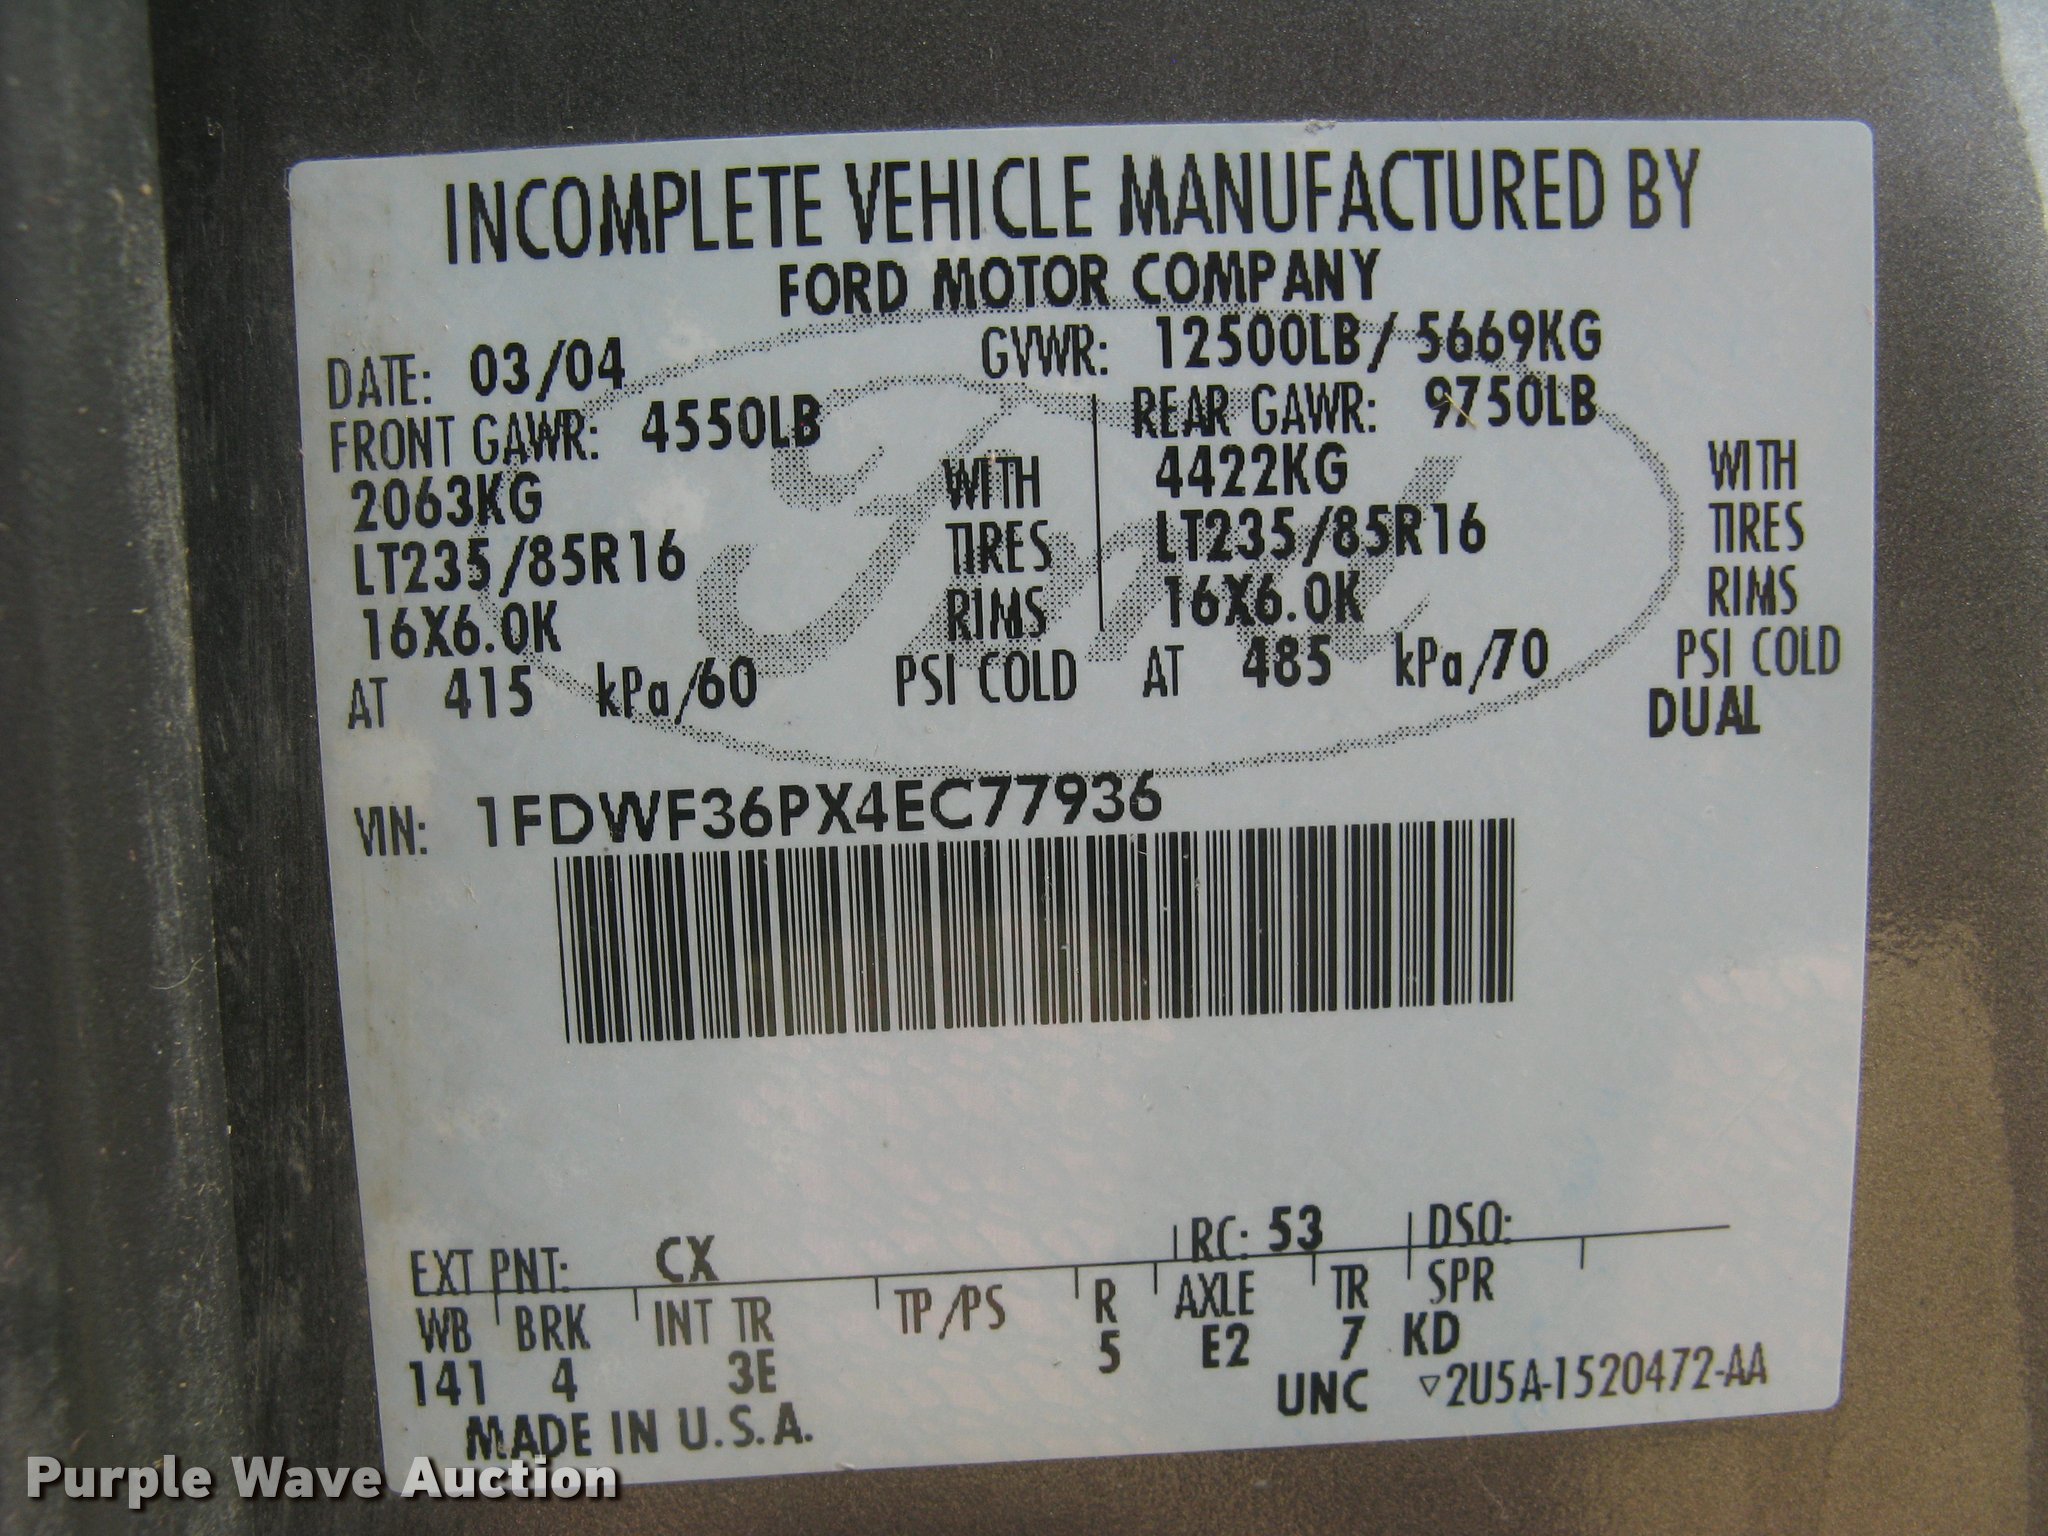 INCOMPLETE VEHICLE MANUFACTURED BY
FORD MOTOR COMPANY
DATE: 03/04 GVWR: 12500LB/ 5669KG
FRONT GAWR: 4550LB REAR GAWR: 9750LB
2063KG WITH 4422KG WITH
LT235/85R16 TIRES LT235/85R16 TIRES
16X6.0K RIMS 16X6.0K RIMS
AT 415 kPa/60 PSI COLD AT 485 kPa/70 PSI COLD
DUAL
Ford
VIN: 1FDWF36PX4EC77936
EXT PNT: CX RC: 53 DSO:
WB BRK INT TR TP/PS R AXLE TR SPR
141 4 3E 5 E2 7 KD
MADE IN U.S.A. UNC ▽2U5A-1520472-AA
Purple Wave Auction